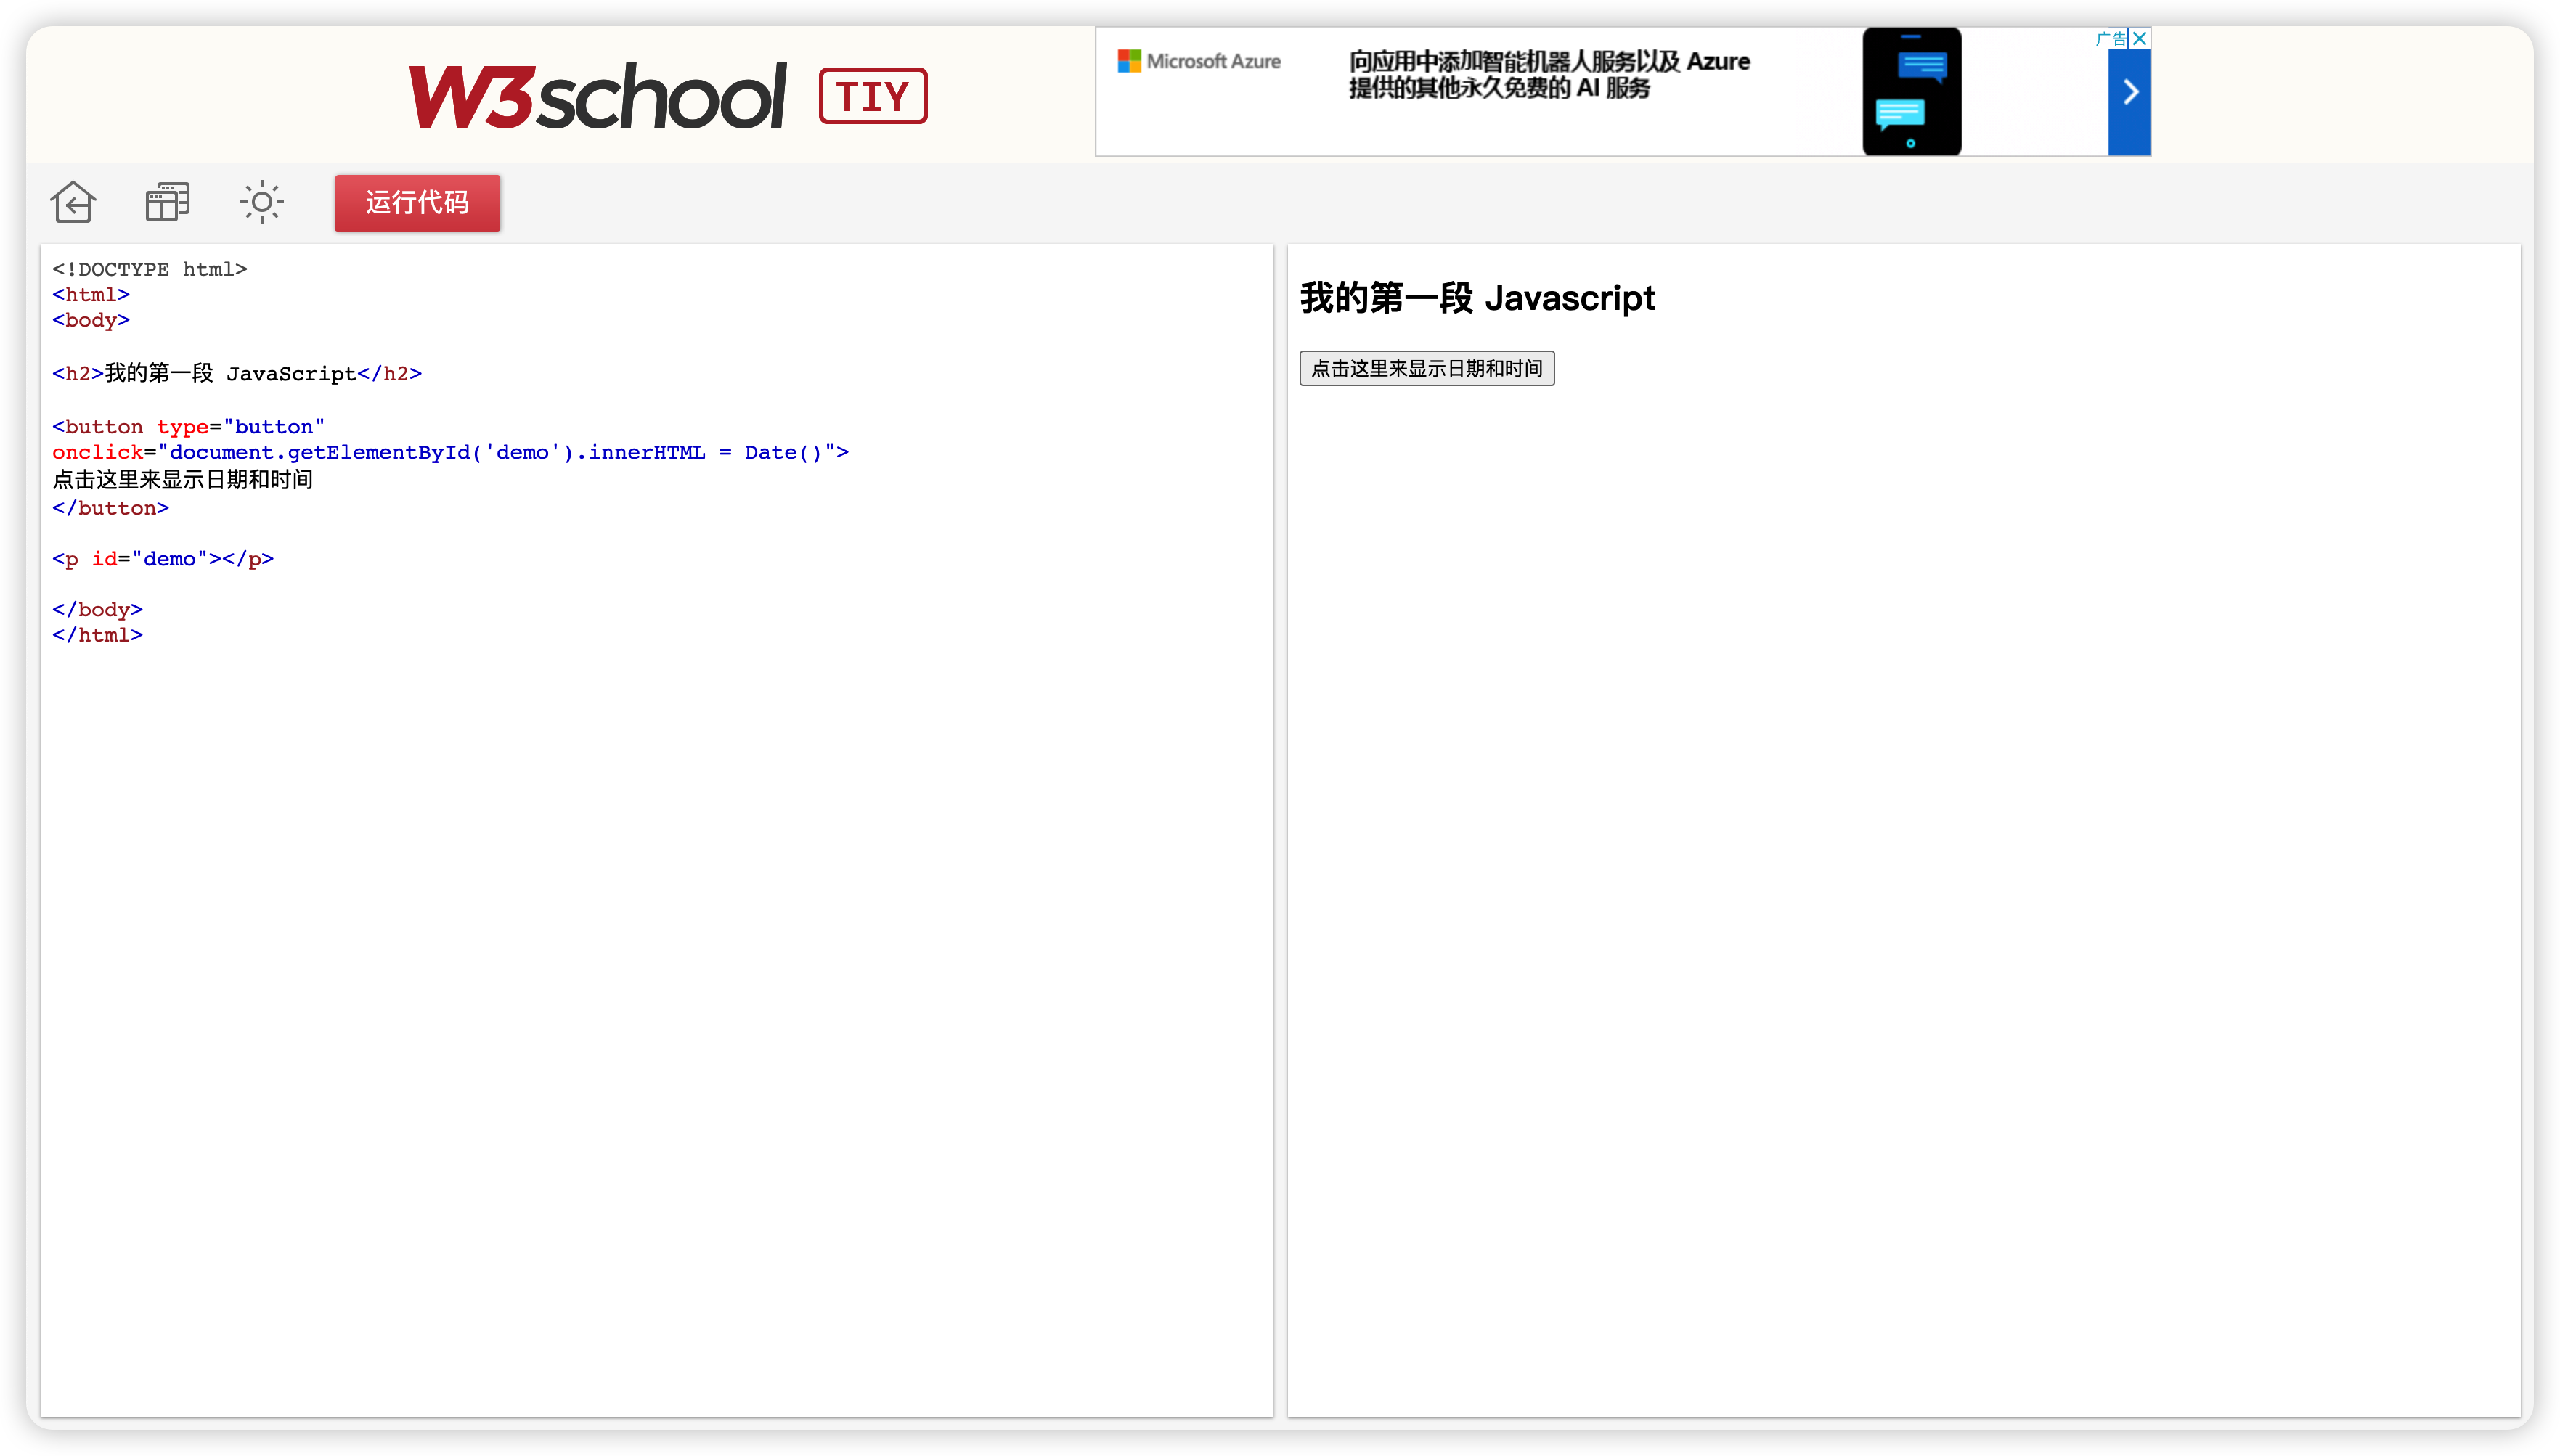 W3school TIY
Microsoft Azure
向应用中添加智能机器人服务以及 Azure
提供的其他永久免费的 AI 服务
广告
运行代码
<!DOCTYPE html>
<html>
<body>
<h2>我的第一段 JavaScript</h2>
<button type="button"
onclick="document.getElementById('demo').innerHTML = Date()">
点击这里来显示日期和时间
</button>
<p id="demo"></p>
</body>
</html>
我的第一段 Javascript
点击这里来显示日期和时间